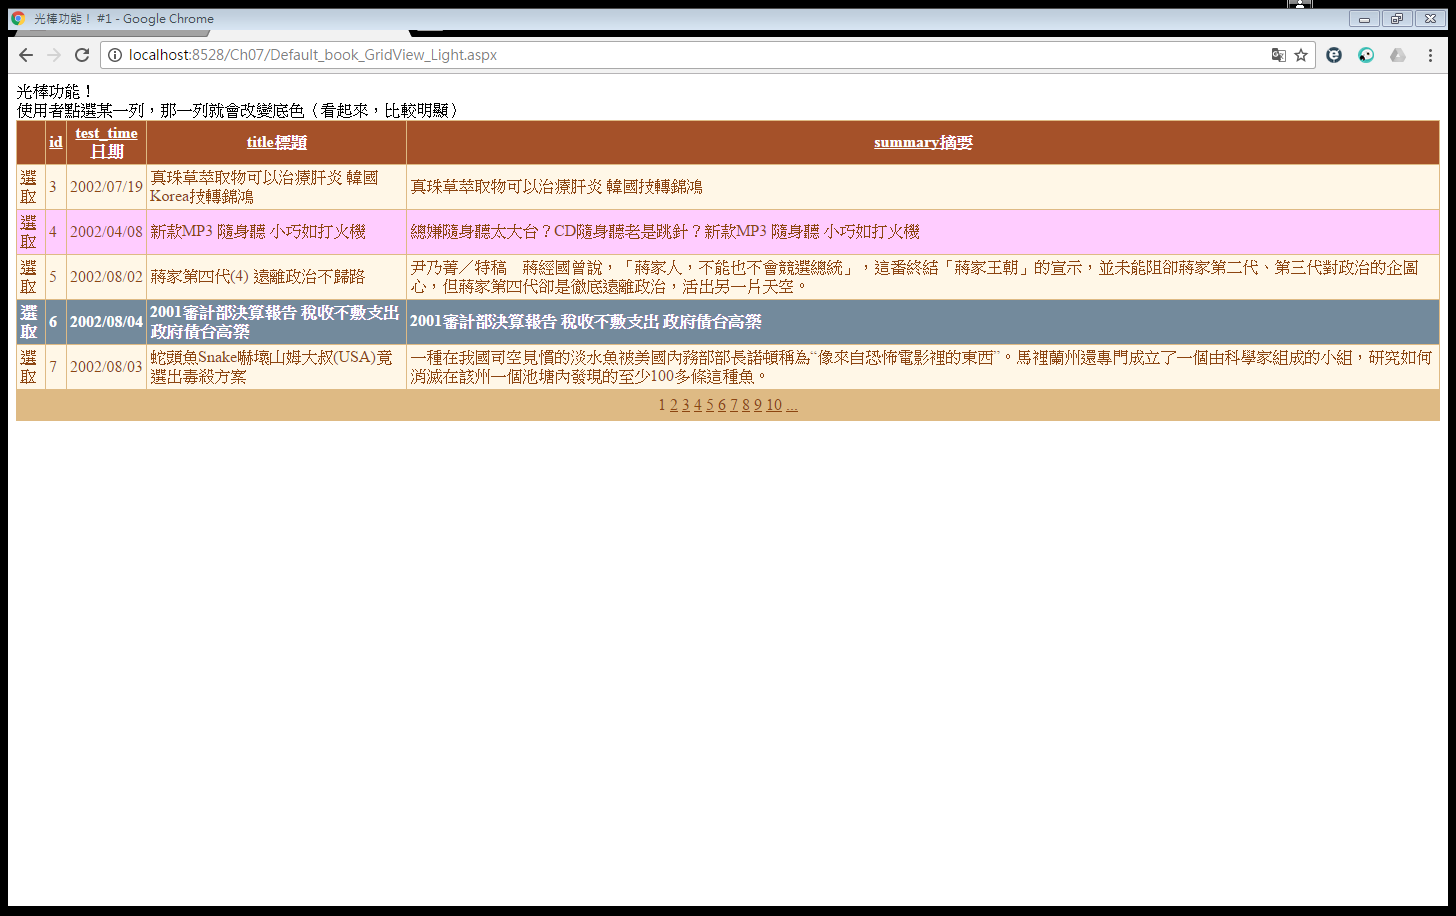 光棒功能！ #1 - Google Chrome
localhost:8528/Ch07/Default_book_GridView_Light.aspx
光棒功能！
使用者點選某一列，那一列就會改變底色（看起來，比較明顯）
id
test_time
日期
title標題
summary摘要
選
取
3
2002/07/19
真珠草萃取物可以治療肝炎 韓國
Korea技轉錦鴻
真珠草萃取物可以治療肝炎 韓國技轉錦鴻
選
取
4
2002/04/08
新款MP3 隨身聽 小巧如打火機
總嫌隨身聽太大台？CD隨身聽老是跳針？新款MP3 隨身聽 小巧如打火機
選
取
5
2002/08/02
蔣家第四代(4) 遠離政治不歸路
尹乃菁／特稿　蔣經國曾說，「蔣家人，不能也不會競選總統」，這番終結「蔣家王朝」的宣示，並未能阻卻蔣家第二代、第三代對政治的企圖
心，但蔣家第四代卻是徹底遠離政治，活出另一片天空。
選
取
6
2002/08/04
2001審計部決算報告 稅收不敷支出
政府債台高築
2001審計部決算報告 稅收不敷支出 政府債台高築
選
取
7
2002/08/03
蛇頭魚Snake嚇壞山姆大叔(USA)竟
選出毒殺方案
一種在我國司空見慣的淡水魚被美國內務部部長諾頓稱為“像來自恐怖電影裡的東西”。馬裡蘭州還專門成立了一個由科學家組成的小組，研究如何
消滅在該州一個池塘內發現的至少100多條這種魚。
1 2 3 4 5 6 7 8 9 10 ...